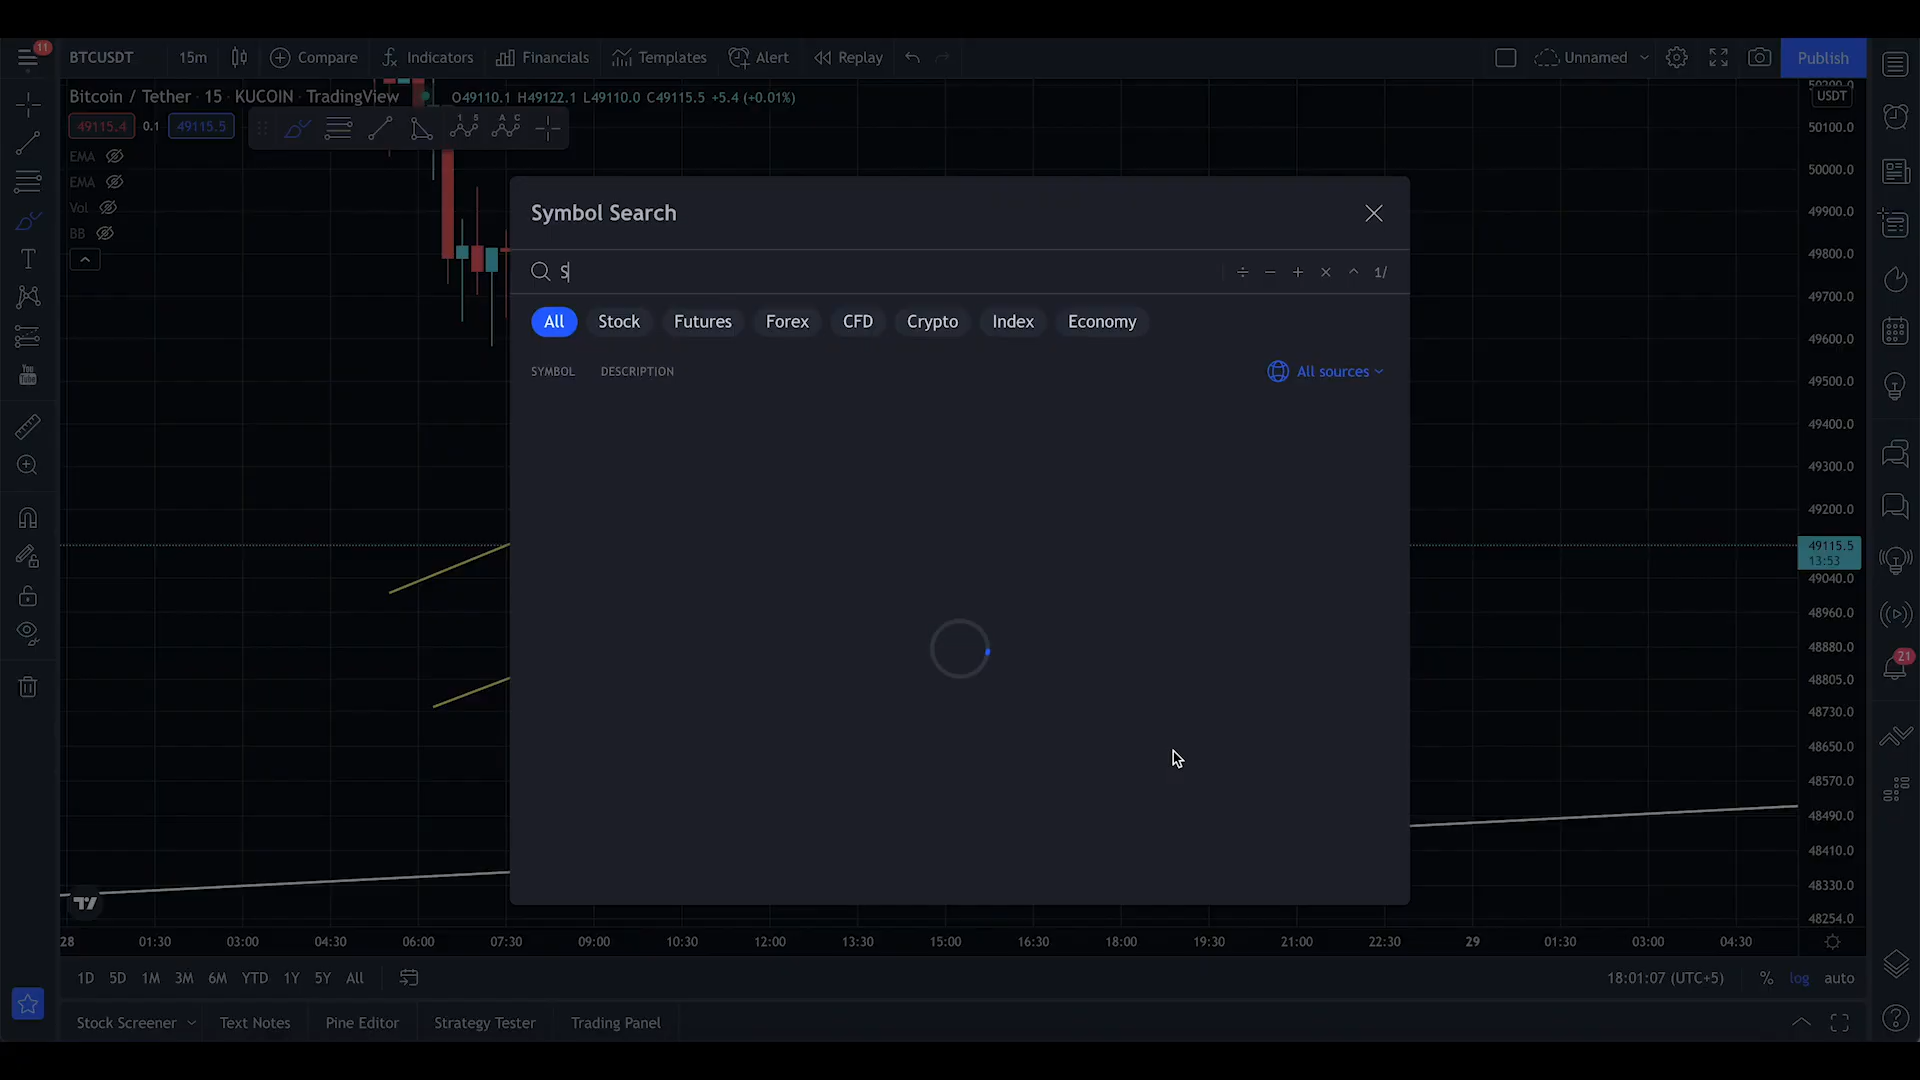 11
BTCUSDT 15m Compare Indicators Financials Templates Alert Replay Unnamed Publish
Bitcoin / Tether · 15 · KUCOIN · TradingView O49110.1 H49122.1 L49110.0 C49115.5 +5.4 (+0.01%)
49115.4 0.1 49115.5
EMA
EMA
Vol
BB
T
You
Tube
Symbol Search
S
÷ − + × ^ 1/
All Stock Futures Forex CFD Crypto Index Economy
SYMBOL DESCRIPTION All sources
USDT
50100.0
50000.0
49900.0
49800.0
49700.0
49600.0
49500.0
49400.0
49300.0
49200.0
49115.5
13:53
49040.0
48960.0
48880.0
48805.0
48730.0
48650.0
48570.0
48490.0
48410.0
48330.0
48254.0
21
28 01:30 03:00 04:30 06:00 07:30 09:00 10:30 12:00 13:30 15:00 16:30 18:00 19:30 21:00 22:30 29 01:30 03:00 04:30
1D 5D 1M 3M 6M YTD 1Y 5Y All 18:01:07 (UTC+5) % log auto
Stock Screener Text Notes Pine Editor Strategy Tester Trading Panel